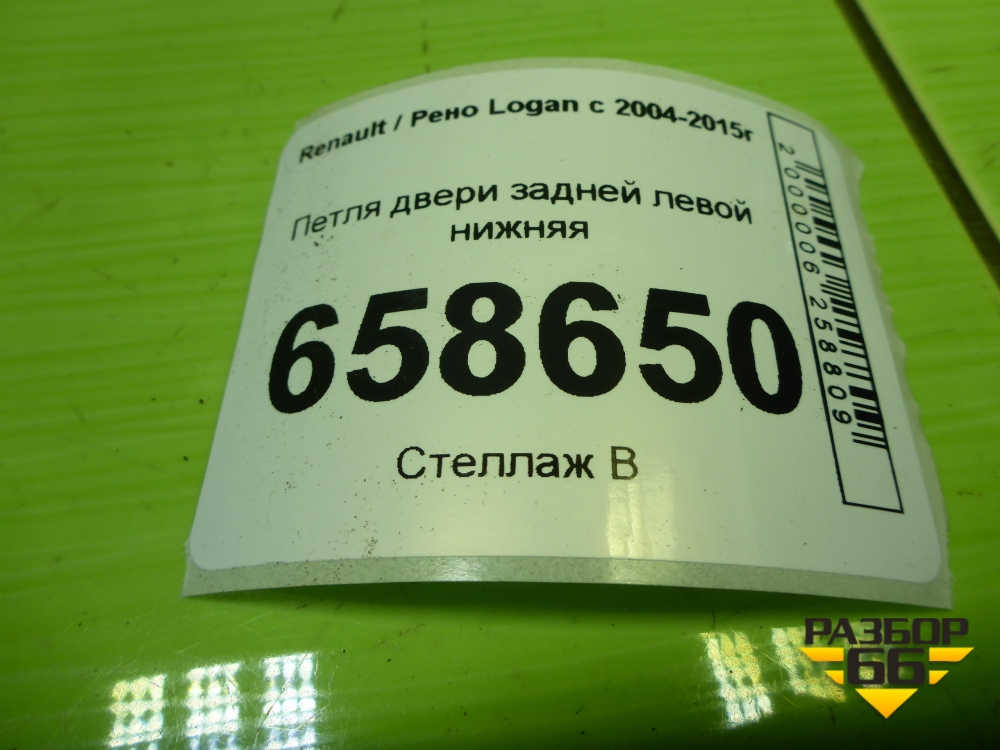 Renault / Рено Logan с 2004-2015г
Петля двери задней левой
нижняя
658650
Стеллаж В
2000006258809
РАЗБОР
66